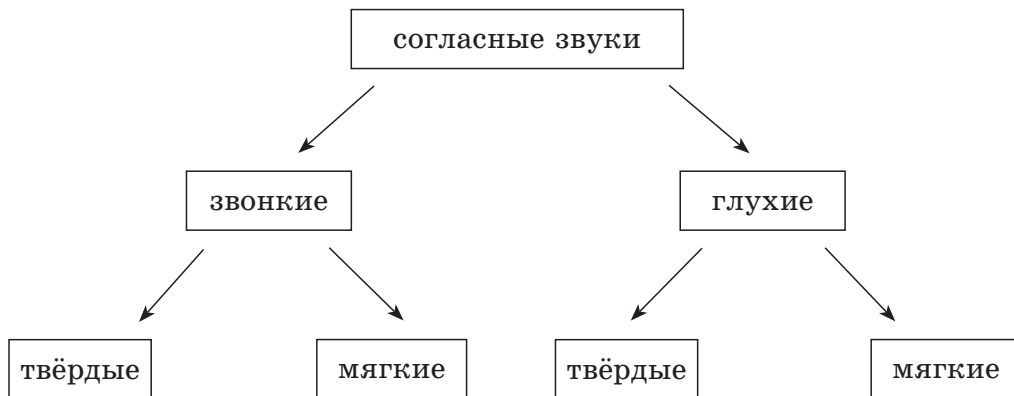 согласные звуки
звонкие
глухие
твёрдые
мягкие
твёрдые
мягкие